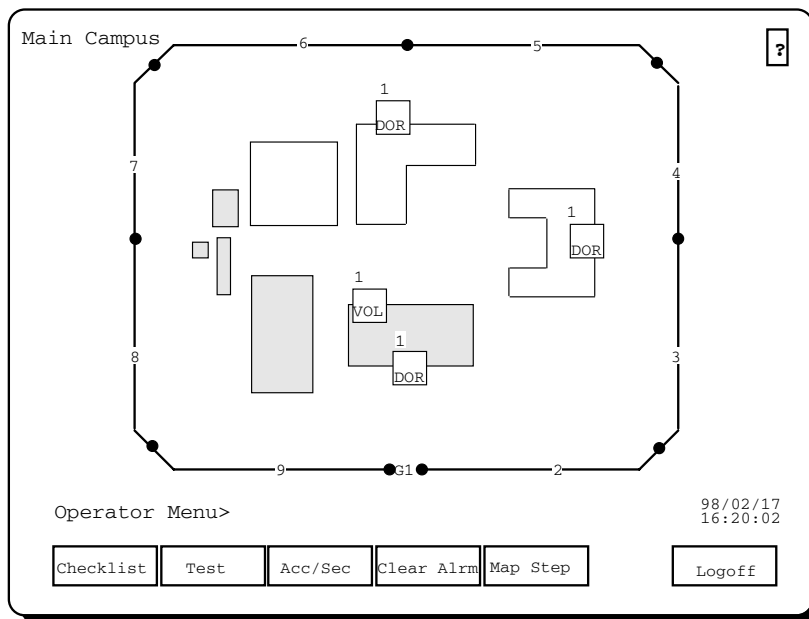 Main Campus
?
6
5
1
DOR
7
4
1
DOR
1
VOL
1
DOR
8
3
9
G1
2
Operator Menu>
98/02/17
16:20:02
Checklist
Test
Acc/Sec
Clear Alrm
Map Step
Logoff